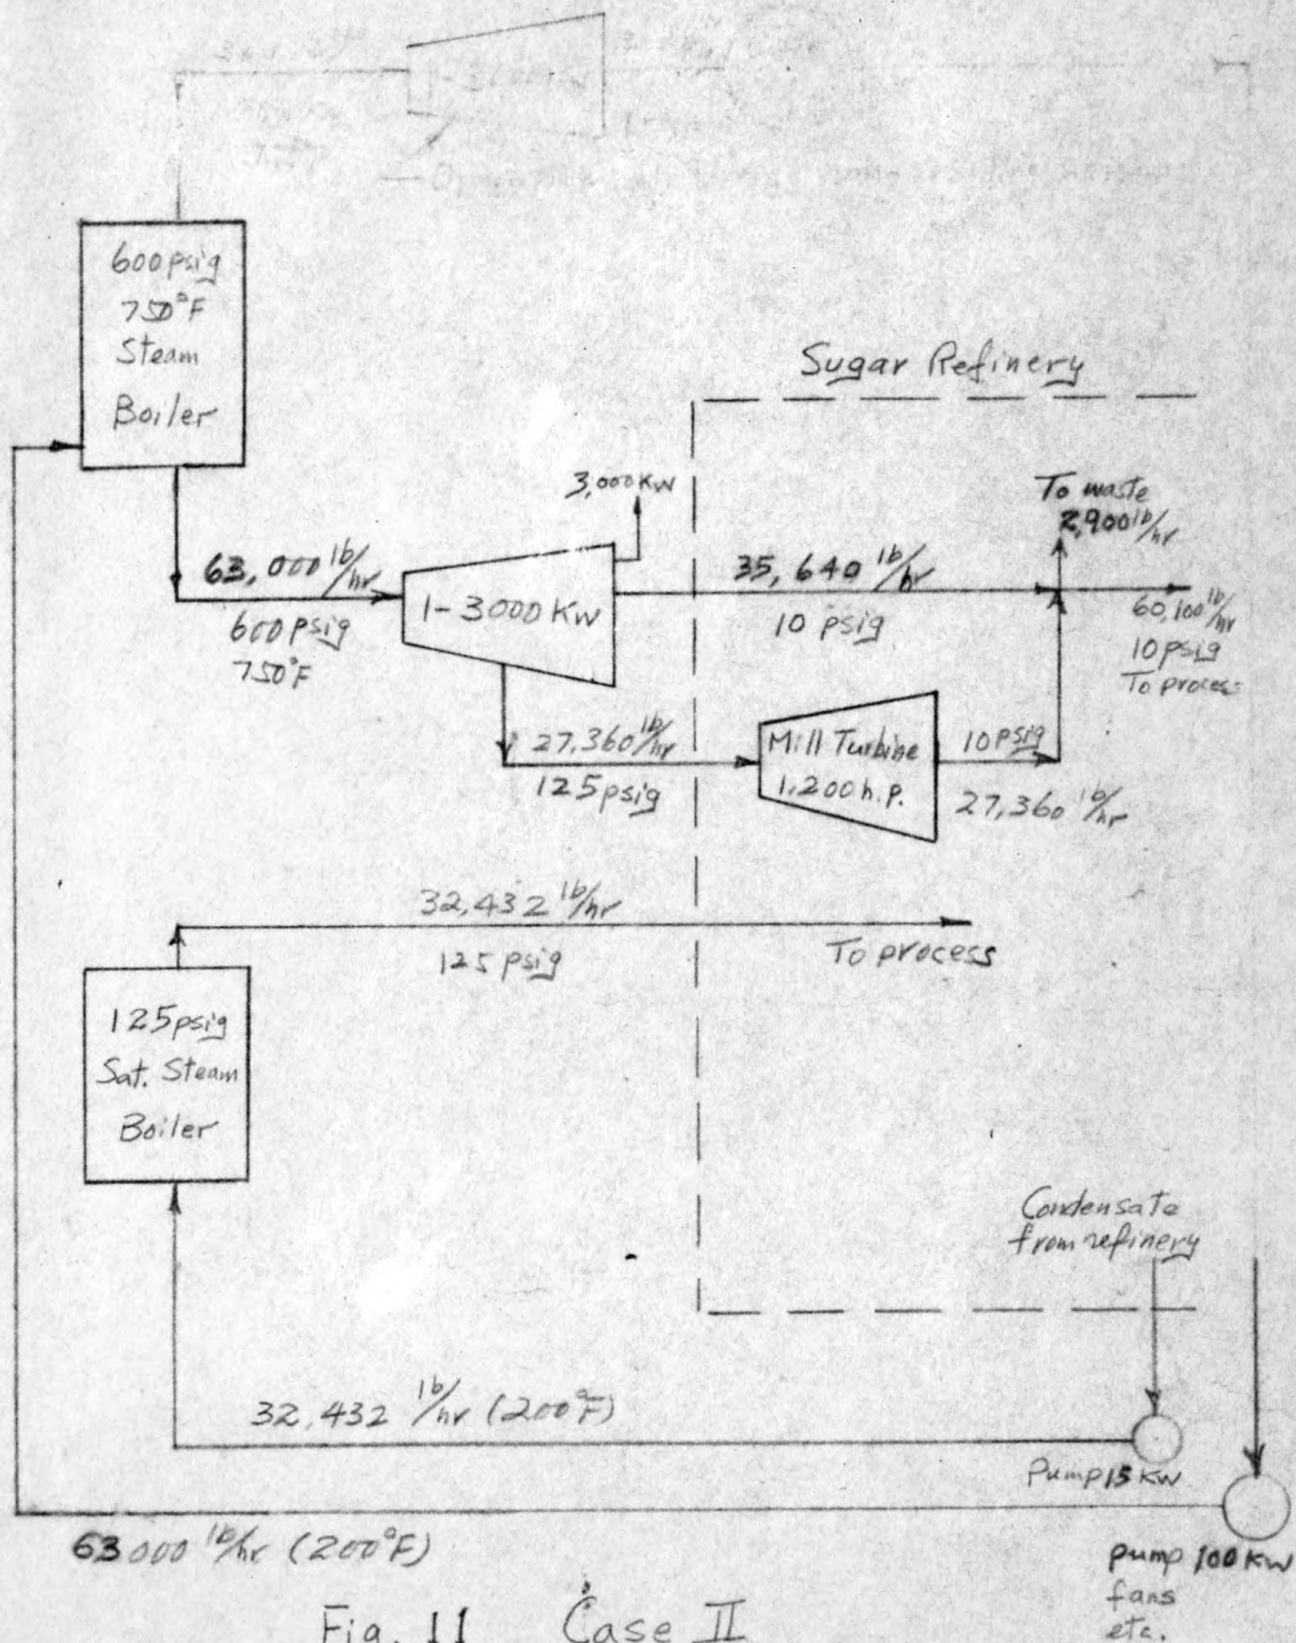 600 psig
750°F
Steam
Boiler
Sugar Refinery
3,000 KW
To waste
2,900 lb/hr
63,000 lb/hr
600 psig
750°F
1-3000 KW
35,640 lb/hr
10 psig
60,100 lb/hr
10 psig
To process
27,360 lb/hr
125 psig
Mill Turbine
1,200 h.p.
10 psig
27,360 lb/hr
32,432 lb/hr
125 psig
To process
125 psig
Sat. Steam
Boiler
Condensate
from refinery
32,432 lb/hr (200°F)
Pump 15 KW
63000 lb/hr (200°F)
pump 100 KW
fans
etc.
Fig. 11 Case II